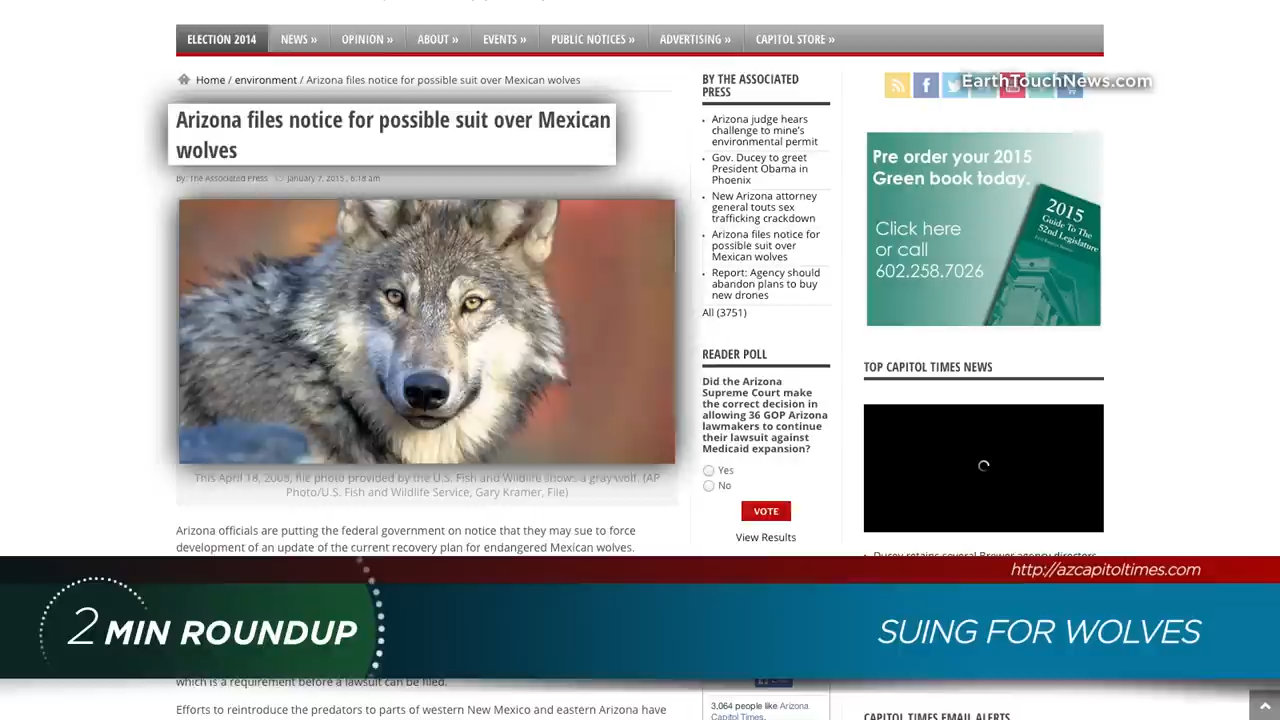 ELECTION 2014 NEWS » OPINION » ABOUT » EVENTS » PUBLIC NOTICES » ADVERTISING » CAPITOL STORE »
Home / environment / Arizona files notice for possible suit over Mexican wolves
Arizona files notice for possible suit over Mexican
wolves
By: The Associated Press January 7, 2015 , 6:18 am
This April 18, 2008, file photo provided by the U.S. Fish and Wildlife shows a gray wolf. (AP
Photo/U.S. Fish and Wildlife Service, Gary Kramer, File)
Arizona officials are putting the federal government on notice that they may sue to force
development of an update of the current recovery plan for endangered Mexican wolves.
which is a requirement before a lawsuit can be filed.
Efforts to reintroduce the predators to parts of western New Mexico and eastern Arizona have
BY THE ASSOCIATED
PRESS
Arizona judge hears
challenge to mine's
environmental permit
Gov. Ducey to greet
President Obama in
Phoenix
New Arizona attorney
general touts sex
trafficking crackdown
Arizona files notice for
possible suit over
Mexican wolves
Report: Agency should
abandon plans to buy
new drones
All (3751)
READER POLL
Did the Arizona
Supreme Court make
the correct decision in
allowing 36 GOP Arizona
lawmakers to continue
their lawsuit against
Medicaid expansion?
Yes
No
VOTE
View Results
3,064 people like Arizona
Capitol Times.
EarthTouchNews.com
Pre order your 2015
Green book today.
Click here
or call
602.258.7026
2015
Guide To The
52nd Legislature
TOP CAPITOL TIMES NEWS
Ducey retains several Brewer agency directors
CAPITOL TIMES EMAIL ALERTS
http://azcapitoltimes.com
2 MIN ROUNDUP
SUING FOR WOLVES